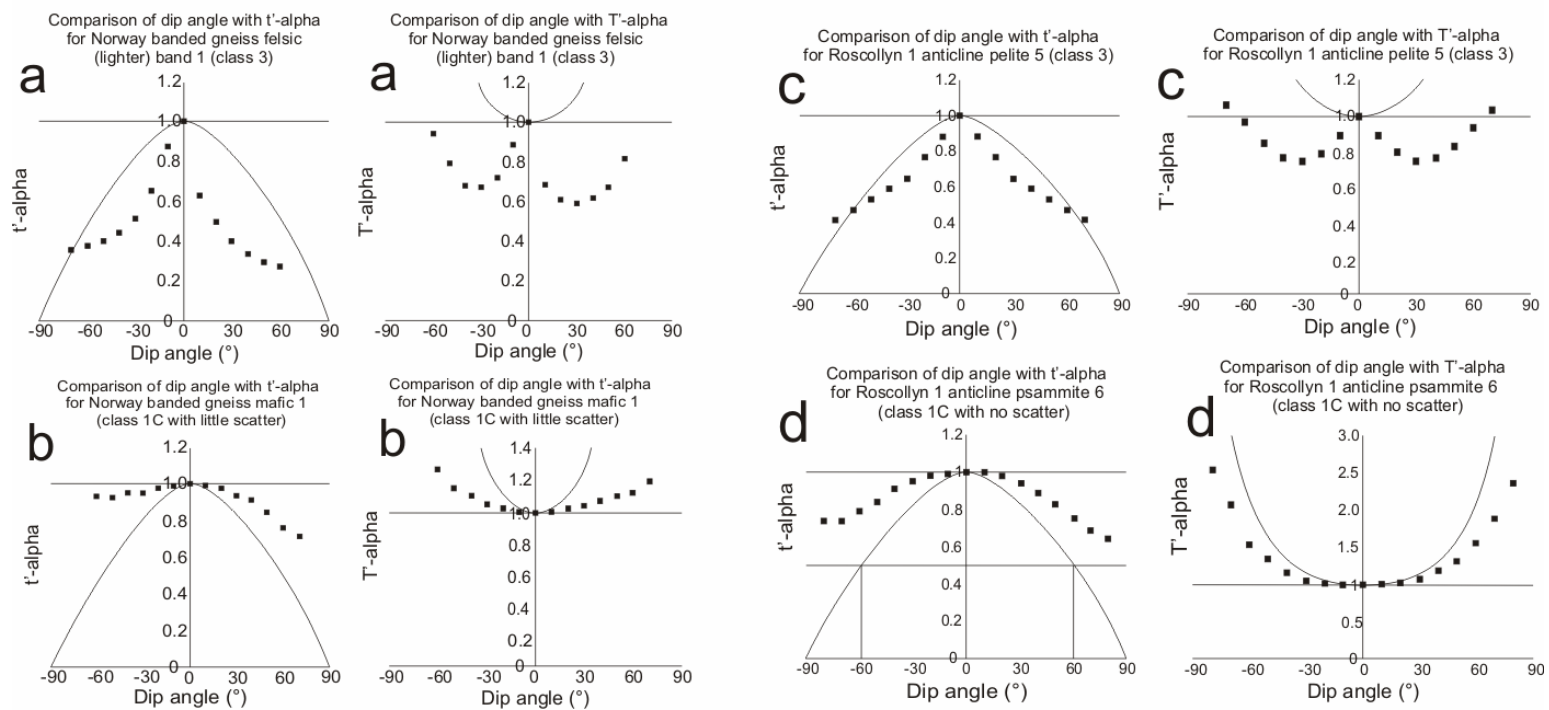 Comparison of dip angle with t'-alpha
for Norway banded gneiss felsic
(lighter) band 1 (class 3)
a
1.2
1.0
0.8
0.6
0.4
0.2
0
t'-alpha
-90 -60 -30 0 30 60 90
Dip angle (°)
Comparison of dip angle with T'-alpha
for Norway banded gneiss felsic
(lighter) band 1 (class 3)
a
1.2
1.0
0.8
0.6
0.4
0.2
0
T'-alpha
-90 -60 -30 0 30 60 90
Dip angle (°)
Comparison of dip angle with t'-alpha
for Roscollyn 1 anticline pelite 5 (class 3)
c
1.2
1.0
0.8
0.6
0.4
0.2
0
t'-alpha
-90 -60 -30 0 30 60 90
Dip angle (°)
Comparison of dip angle with T'-alpha
for Roscollyn 1 anticline pelite 5 (class 3)
c
1.2
1.0
0.8
0.6
0.4
0.2
0
T'-alpha
-90 -60 -30 0 30 60 90
Dip angle (°)
Comparison of dip angle with t'-alpha
for Norway banded gneiss mafic 1
(class 1C with little scatter)
b
1.2
1.0
0.8
0.6
0.4
0.2
0
t'-alpha
-90 -60 -30 0 30 60 90
Dip angle (°)
Comparison of dip angle with t'-alpha
for Norway banded gneiss mafic 1
(class 1C with little scatter)
b
1.4
1.2
1.0
0.8
0.6
0.4
0.2
0
T'-alpha
-90 -60 -30 0 30 60 90
Dip angle (°)
Comparison of dip angle with t'-alpha
for Roscollyn 1 anticline psammite 6
(class 1C with no scatter)
d
1.2
1
0.8
0.6
0.4
0.2
0
t'-alpha
-90 -60 -30 0 30 60 90
Dip angle (°)
Comparison of dip angle with T'-alpha
for Roscollyn 1 anticline psammite 6
(class 1C with no scatter)
d
3.0
2.5
2.0
1.5
1
0.5
0
T'-alpha
-90 -60 -30 0 30 60 90
Dip angle (°)